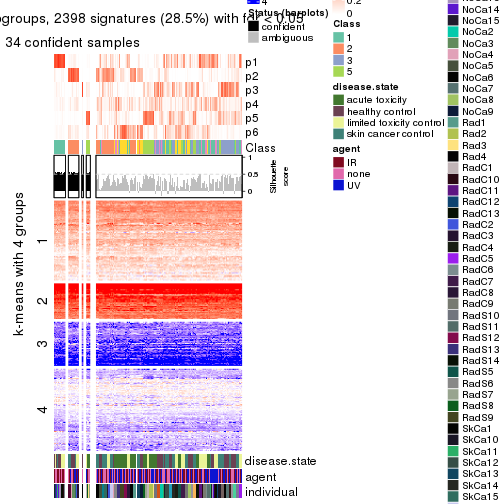 groups, 2398 signatures (28.5%) with fdr < 0.05
34 confident samples
p1
p2
p3
p4
p5
p6
Class
1
0.5
0
Silhouette
score
k-means with 4 groups
1
2
3
4
disease.state
agent
individual
4
Status (barplots)
confident
ambiguous
0.2
0
Class
1
2
3
5
disease.state
acute toxicity
healthy control
limited toxicity control
skin cancer control
agent
IR
none
UV
NoCa14
NoCa15
NoCa2
NoCa3
NoCa4
NoCa5
NoCa6
NoCa7
NoCa8
NoCa9
Rad1
Rad2
Rad3
Rad4
RadC1
RadC10
RadC11
RadC12
RadC13
RadC2
RadC3
RadC4
RadC5
RadC6
RadC7
RadC8
RadC9
RadS10
RadS11
RadS12
RadS13
RadS14
RadS5
RadS6
RadS7
RadS8
RadS9
SkCa1
SkCa10
SkCa11
SkCa12
SkCa13
SkCa14
SkCa15